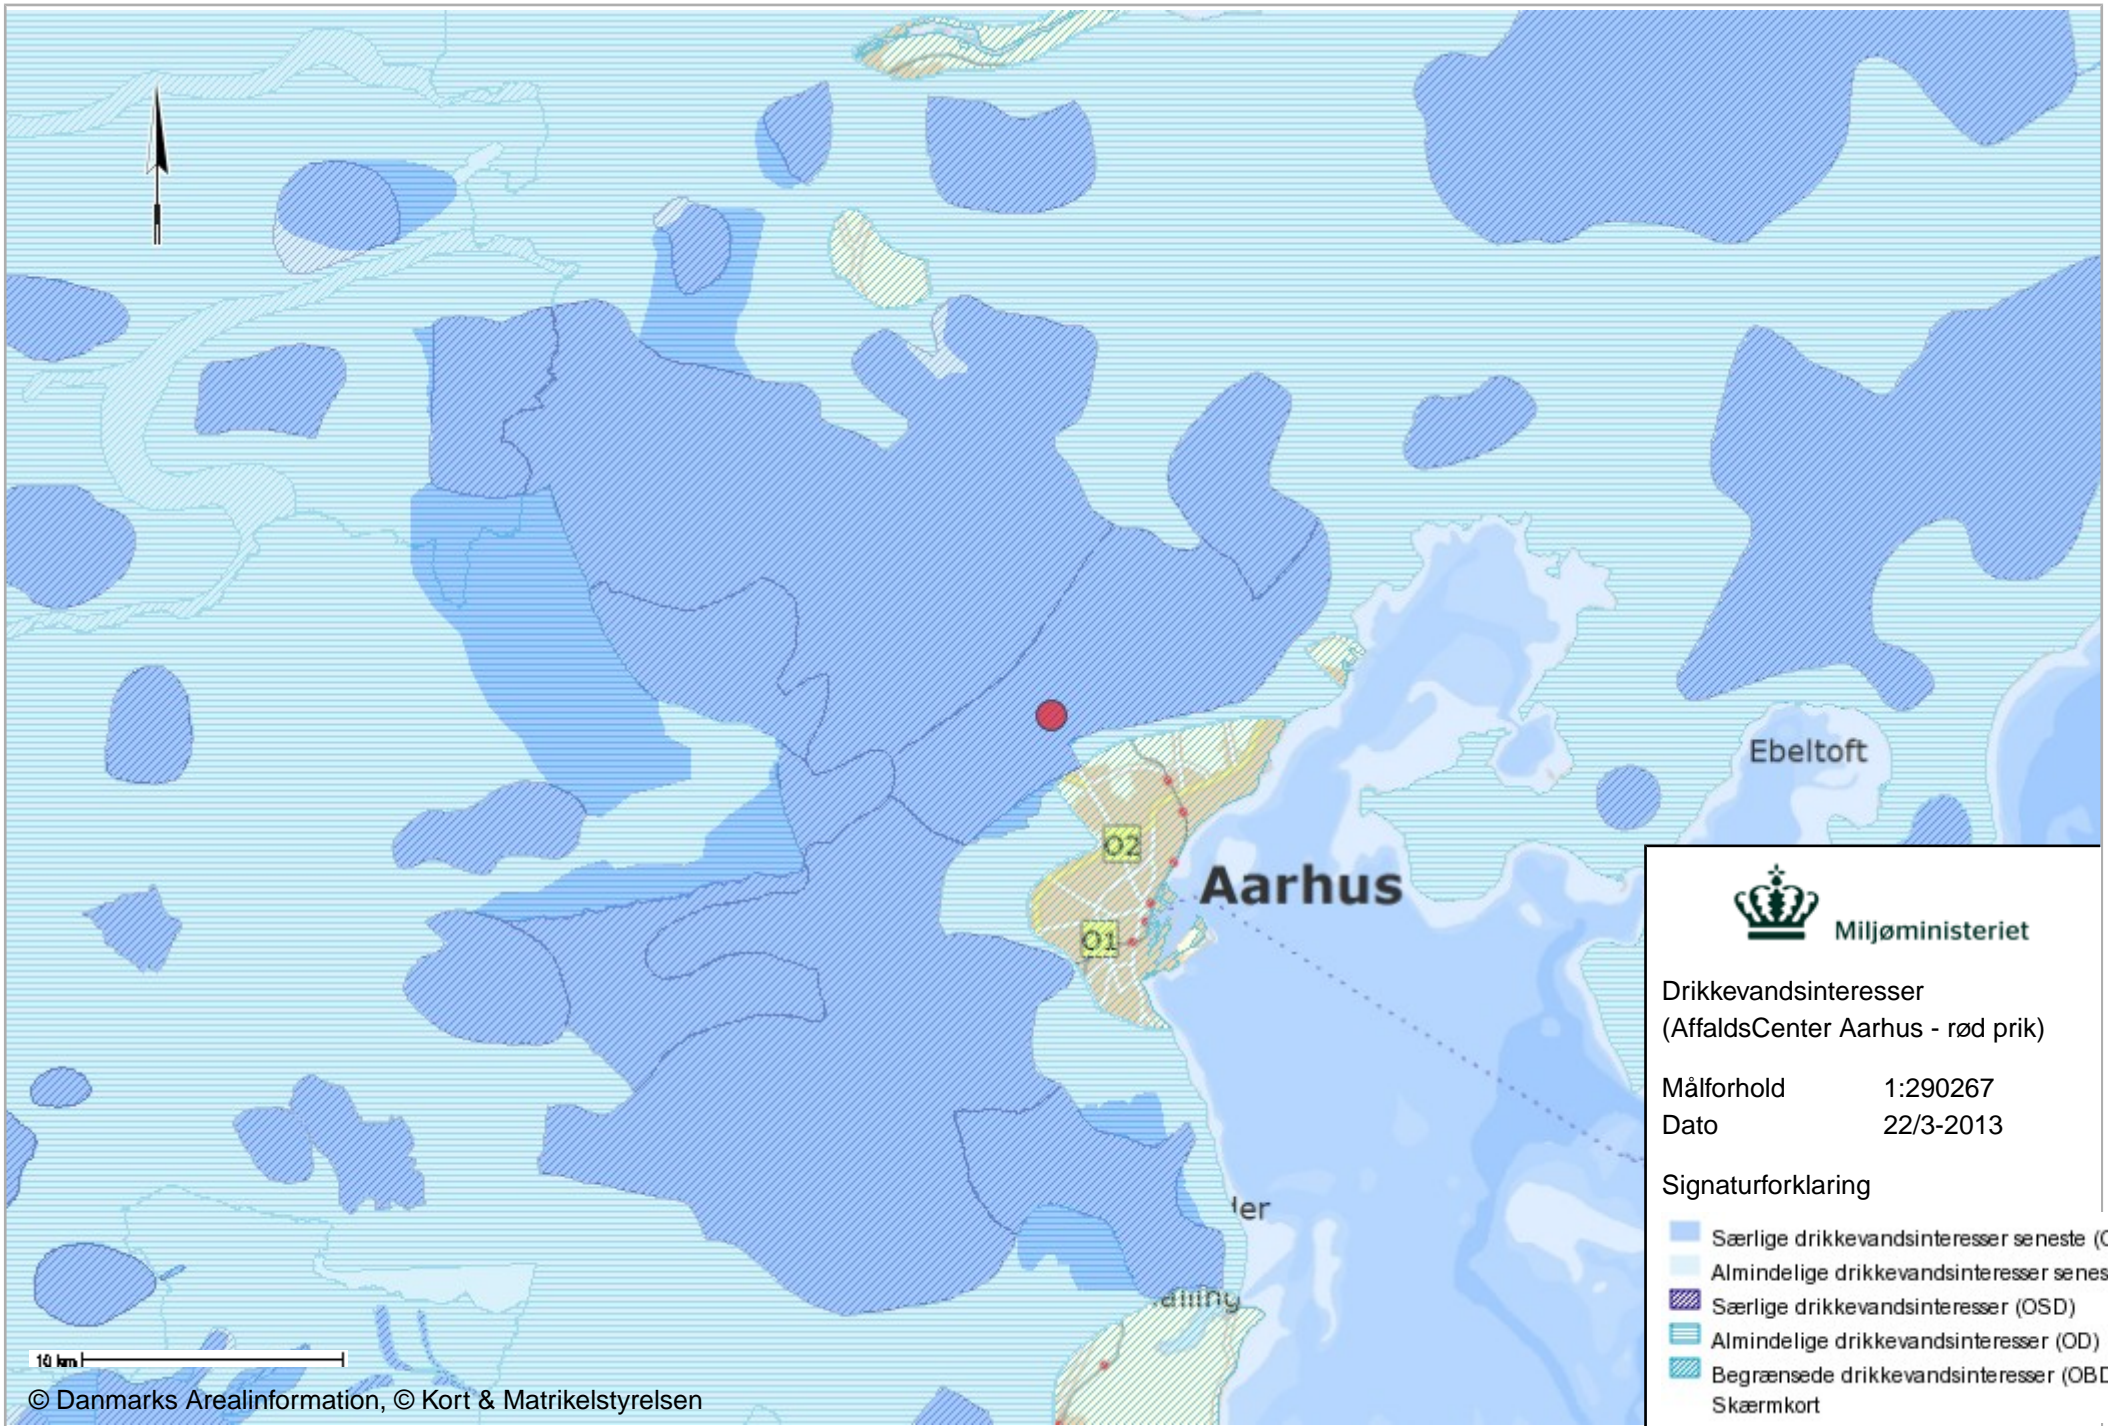 Ebeltoft
O2
Aarhus
O1
Miljøministeriet
Drikkevandsinteresser
(AffaldsCenter Aarhus - rød prik)
Målforhold 1:290267
Dato 22/3-2013
Signaturforklaring
Særlige drikkevandsinteresser seneste (O
Almindelige drikkevandsinteresser senes
Særlige drikkevandsinteresser (OSD)
Almindelige drikkevandsinteresser (OD)
Begrænsede drikkevandsinteresser (OBD
Skærmkort
10 km
© Danmarks Arealinformation, © Kort & Matrikelstyrelsen